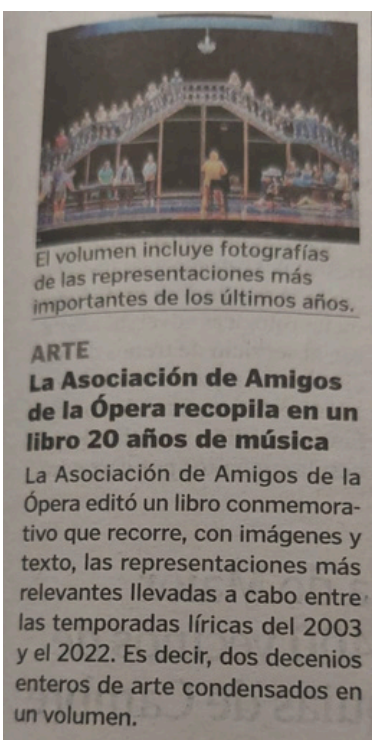 El volumen incluye fotografías
de las representaciones más
importantes de los últimos años.
ARTE
La Asociación de Amigos
de la Ópera recopila en un
libro 20 años de música
La Asociación de Amigos de la
Ópera editó un libro conmemora-
tivo que recorre, con imágenes y
texto, las representaciones más
relevantes llevadas a cabo entre
las temporadas líricas del 2003
y el 2022. Es decir, dos decenios
enteros de arte condensados en
un volumen.